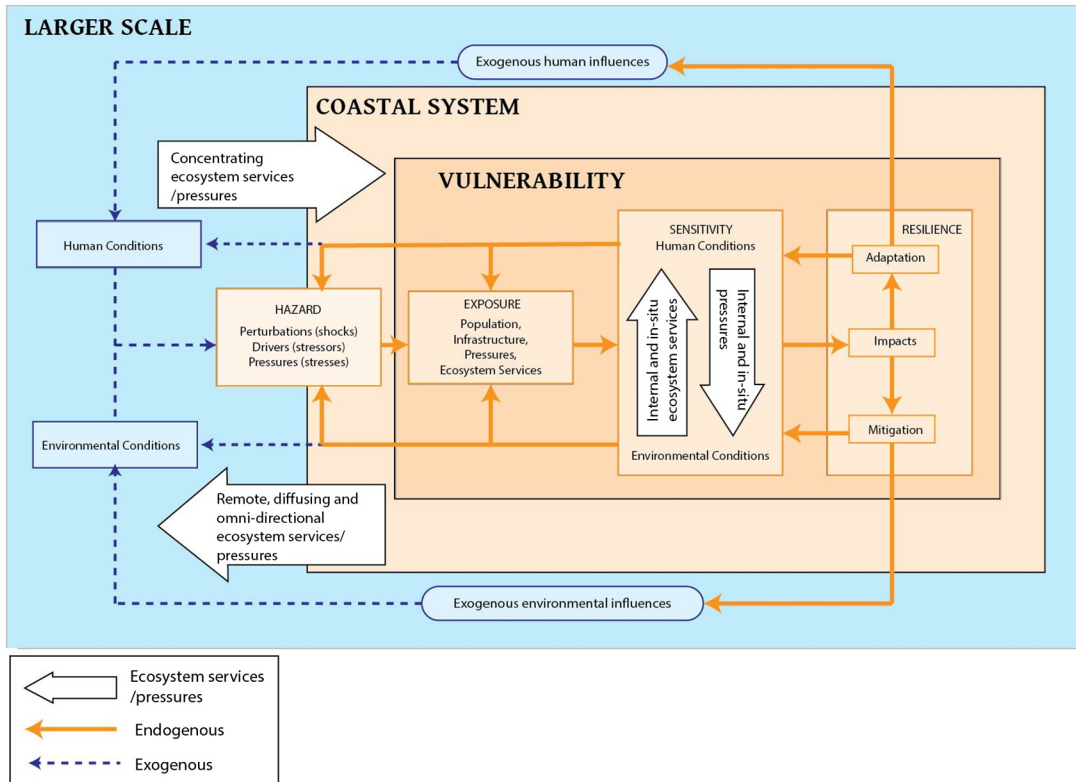 LARGER SCALE
Exogenous human influences
COASTAL SYSTEM
Concentrating
ecosystem services
/pressures
VULNERABILITY
Human Conditions
SENSITIVITY
Human Conditions
RESILIENCE
Adaptation
HAZARD
Perturbations (shocks)
Drivers (stressors)
Pressures (stresses)
EXPOSURE
Population,
Infrastructure,
Pressures,
Ecosystem Services
Internal and in-situ
ecosystem services
Internal and in-situ
pressures
Impacts
Mitigation
Environmental Conditions
Environmental Conditions
Remote, diffusing and
omni-directional
ecosystem services/
pressures
Exogenous environmental influences
Ecosystem services
/pressures
Endogenous
Exogenous